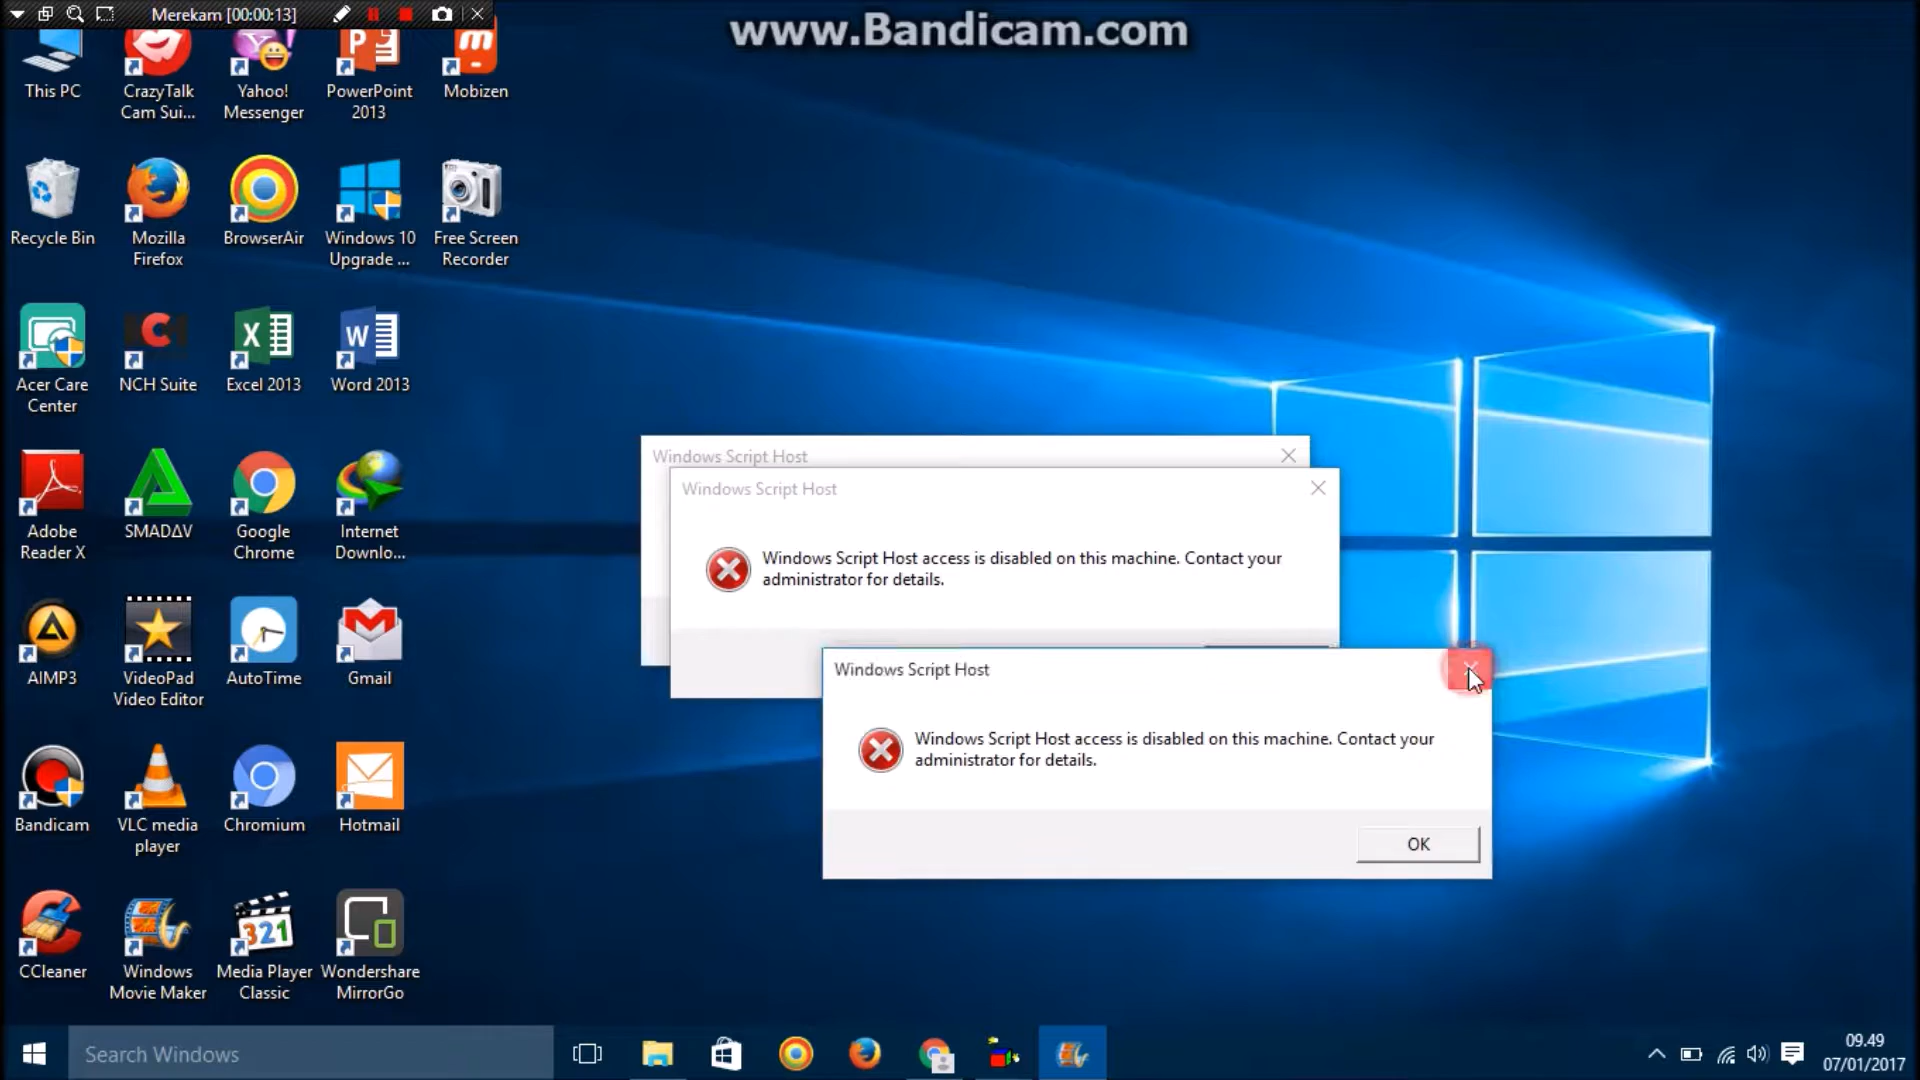 Merekam [00:00:13]
www.Bandicam.com
This PC
CrazyTalk
Cam Sui...
Yahoo!
Messenger
PowerPoint
2013
Mobizen
Recycle Bin
Mozilla
Firefox
BrowserAir
Windows 10
Upgrade ...
Free Screen
Recorder
Acer Care
Center
NCH Suite
Excel 2013
Word 2013
Adobe
Reader X
SMADΔV
Google
Chrome
Internet
Downlo...
AIMP3
VideoPad
Video Editor
AutoTime
Gmail
Bandicam
VLC media
player
Chromium
Hotmail
CCleaner
Windows
Movie Maker
Media Player
Classic
Wondershare
MirrorGo
Windows Script Host
Windows Script Host
Windows Script Host access is disabled on this machine. Contact your
administrator for details.
Windows Script Host
Windows Script Host access is disabled on this machine. Contact your
administrator for details.
OK
Search Windows
09.49
07/01/2017